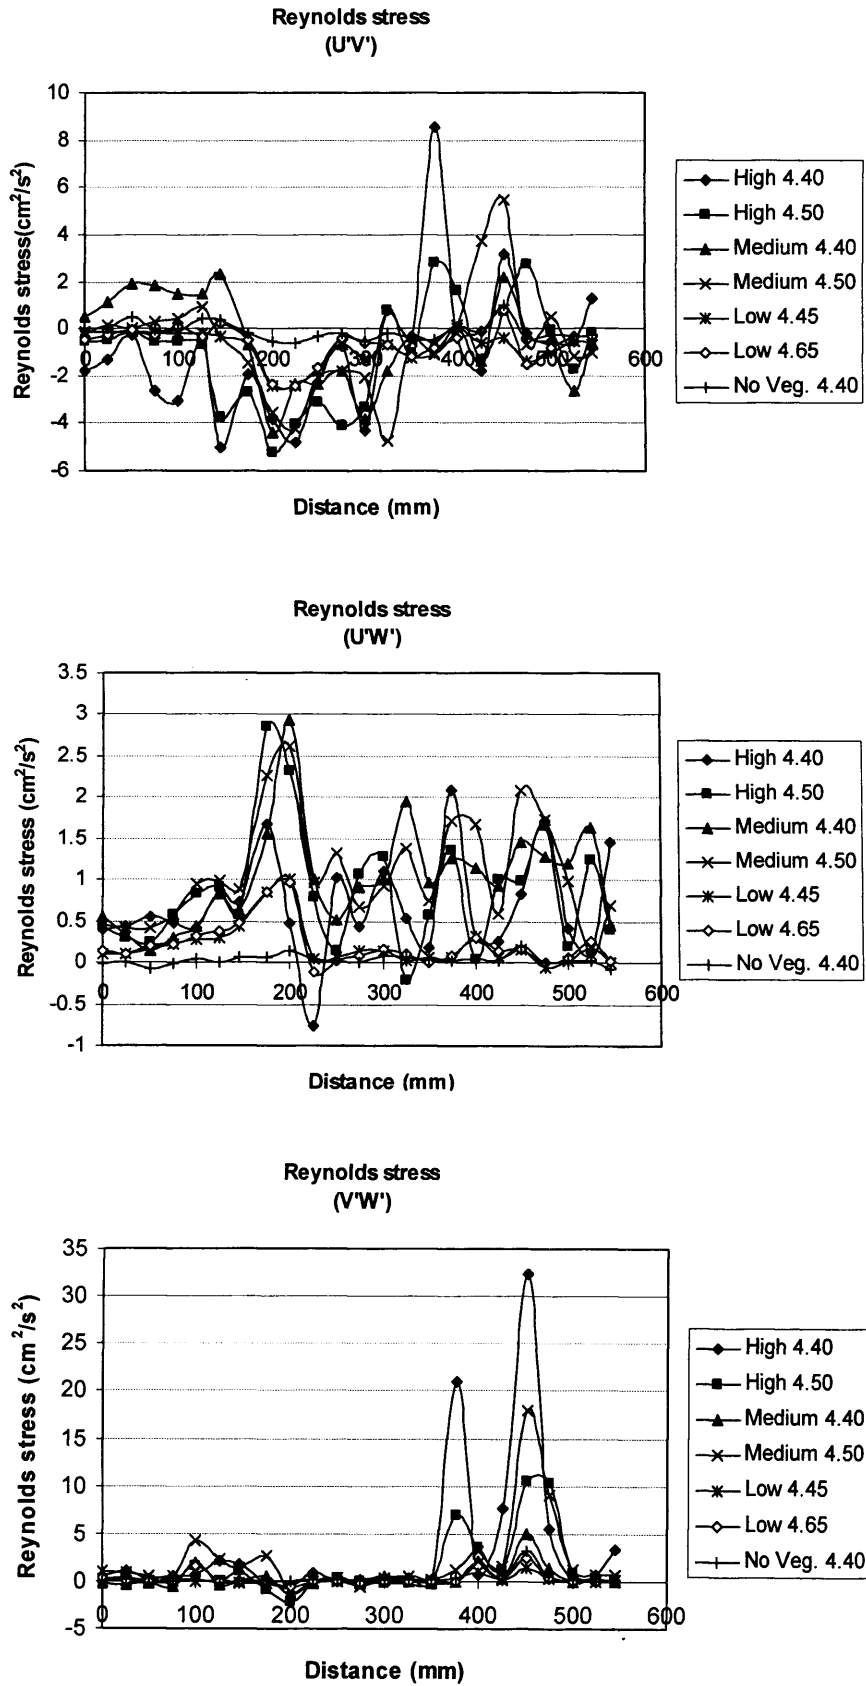 Reynolds stress
(U'V')
10
8
6
4
2
0
-2
-4
-6
0 100 200 300 400 500 600
Reynolds stress(cm²/s²)
Distance (mm)
High 4.40
High 4.50
Medium 4.40
Medium 4.50
Low 4.45
Low 4.65
No Veg. 4.40
Reynolds stress
(U'W')
3.5
3
2.5
2
1.5
1
0.5
0
-0.5
-1
0 100 200 300 400 500 600
Reynolds stress (cm²/s²)
Distance (mm)
High 4.40
High 4.50
Medium 4.40
Medium 4.50
Low 4.45
Low 4.65
No Veg. 4.40
Reynolds stress
(V'W')
35
30
25
20
15
10
5
0
-5
0 100 200 300 400 500 600
Reynolds stress (cm²/s²)
Distance (mm)
High 4.40
High 4.50
Medium 4.40
Medium 4.50
Low 4.45
Low 4.65
No Veg. 4.40